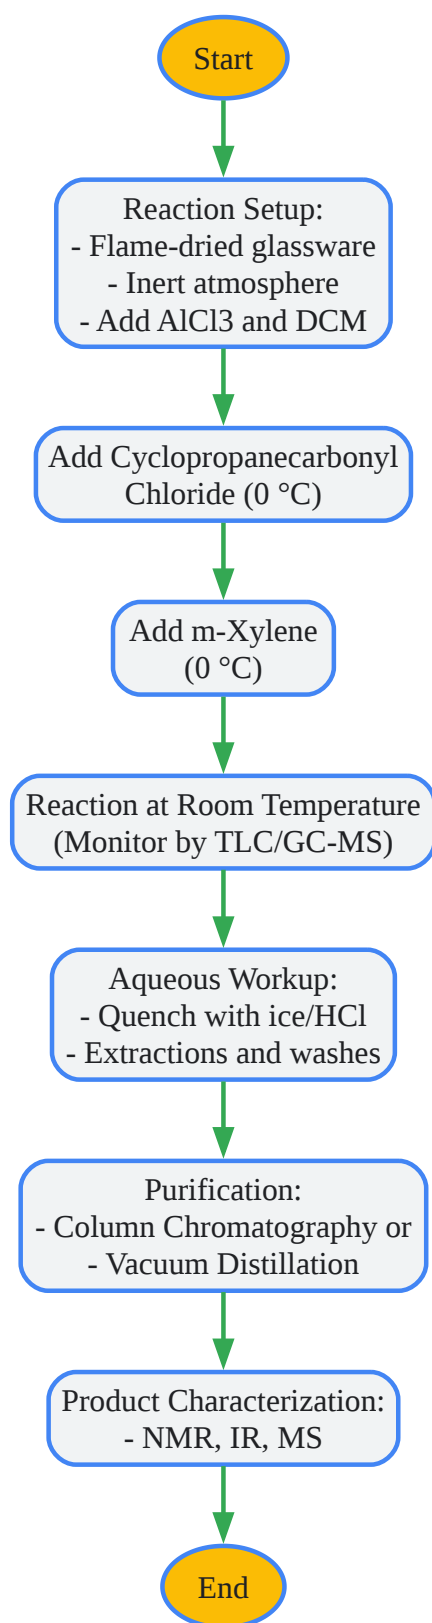 Start
Reaction Setup:
- Flame-dried glassware
- Inert atmosphere
- Add AlCl3 and DCM
Add Cyclopropanecarbonyl
Chloride (0 °C)
Add m-Xylene
(0 °C)
Reaction at Room Temperature
(Monitor by TLC/GC-MS)
Aqueous Workup:
- Quench with ice/HCl
- Extractions and washes
Purification:
- Column Chromatography or
- Vacuum Distillation
Product Characterization:
- NMR, IR, MS
End